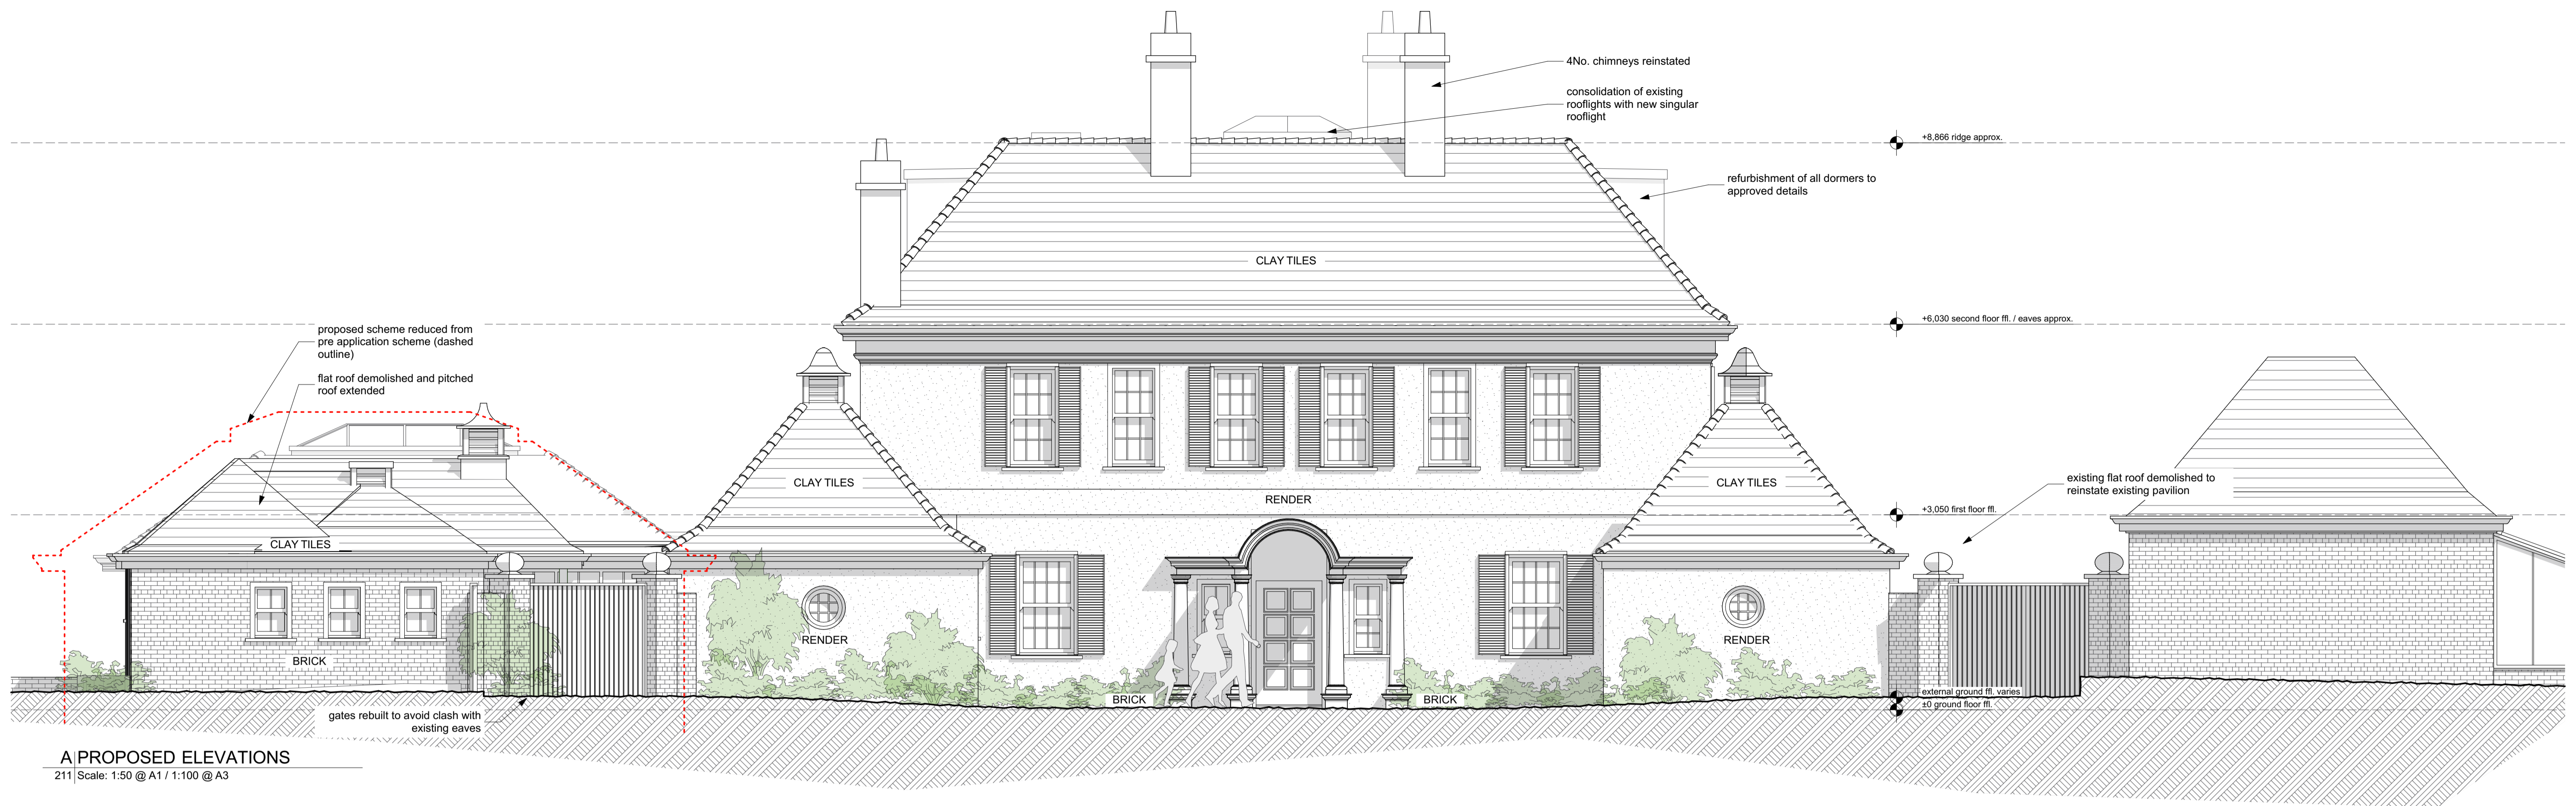 4No. chimneys reinstated
consolidation of existing
rooflights with new singular
rooflight
+8,866 ridge approx.
refurbishment of all dormers to
approved details
CLAY TILES
+6,030 second floor ffl. / eaves approx.
proposed scheme reduced from
pre application scheme (dashed
outline)
flat roof demolished and pitched
roof extended
CLAY TILES
CLAY TILES
existing flat roof demolished to
reinstate existing pavilion
RENDER
+3,050 first floor ffl.
CLAY TILES
RENDER
RENDER
BRICK
BRICK
BRICK
external ground ffl. varies
±0 ground floor ffl.
gates rebuilt to avoid clash with
existing eaves
A PROPOSED ELEVATIONS
211 Scale: 1:50 @ A1 / 1:100 @ A3